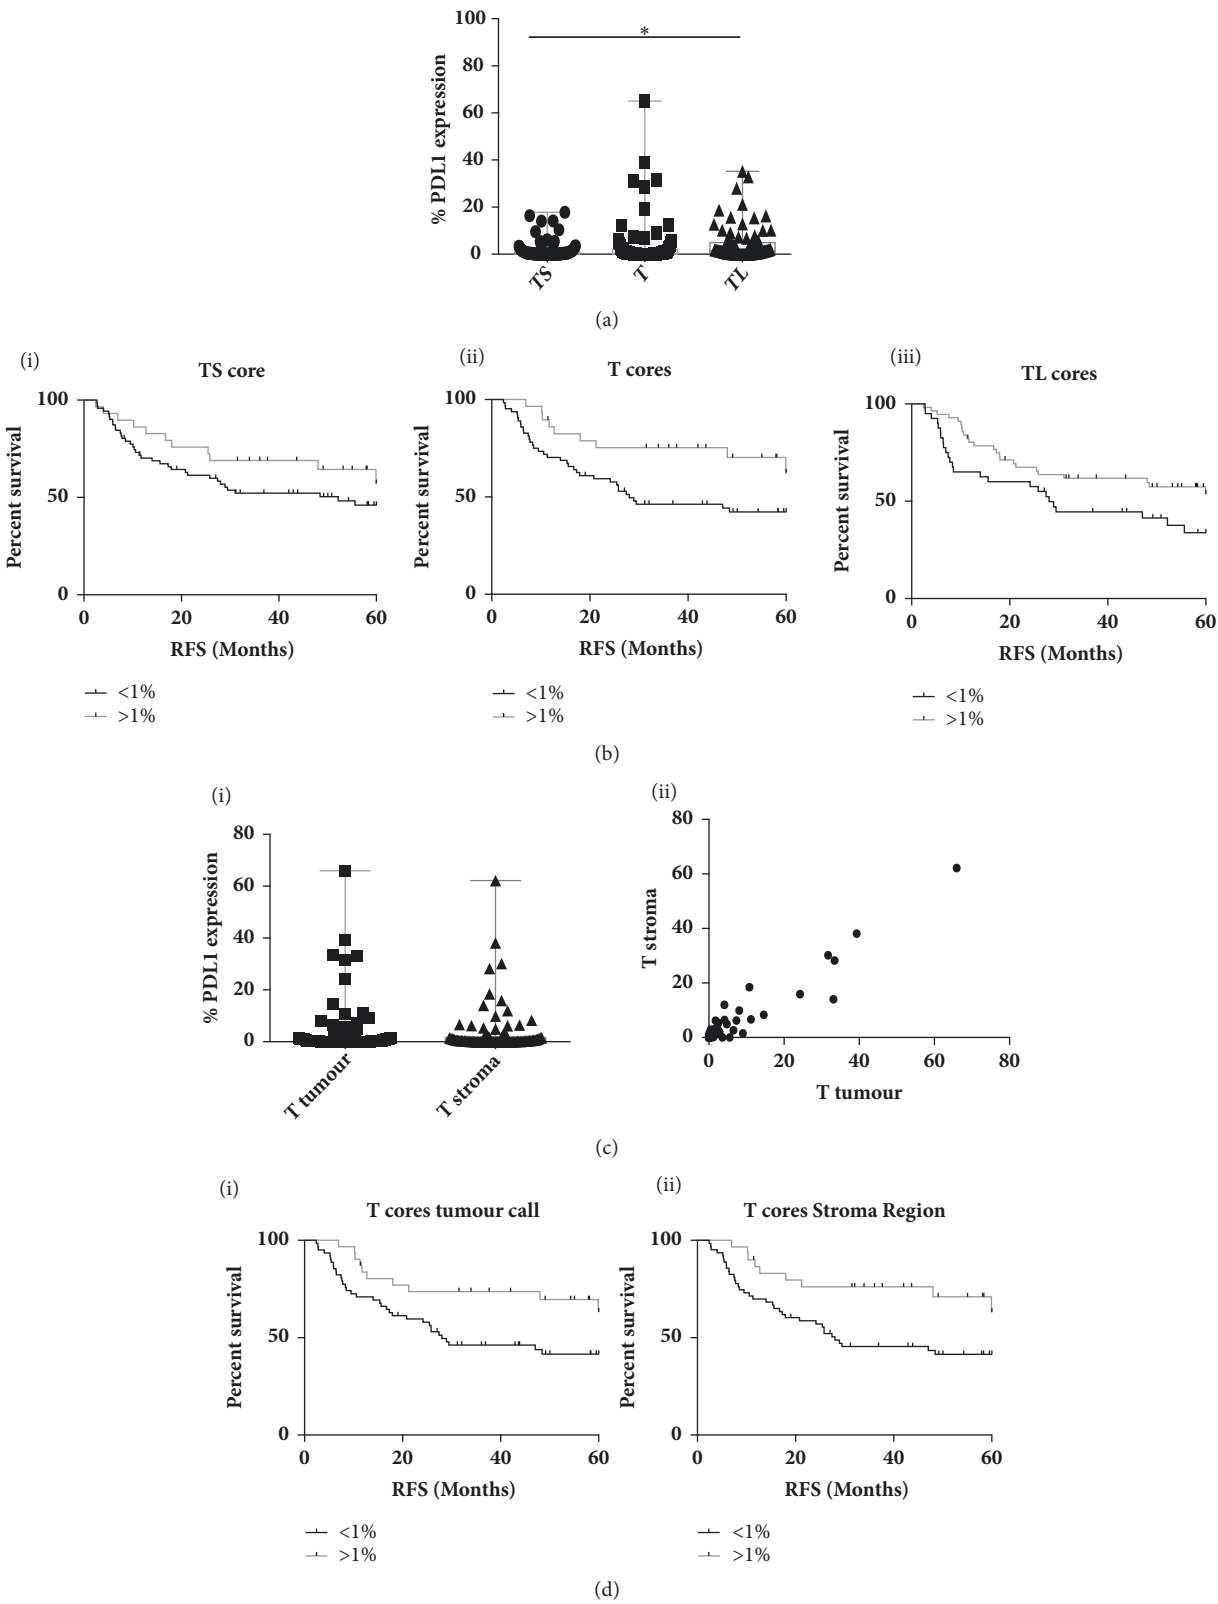 100
80
60
40
20
0
% PDL1 expression
*
TS
T
TL
(a)
(i)
TS core
100
50
0
Percent survival
0 20 40 60
RFS (Months)
<1%
>1%
(ii)
T cores
100
50
0
Percent survival
0 20 40 60
RFS (Months)
<1%
>1%
(iii)
TL cores
100
50
0
Percent survival
0 20 40 60
RFS (Months)
<1%
>1%
(b)
(i)
80
60
40
20
0
% PDL1 expression
T tumour
T stroma
(ii)
80
60
40
20
0
T stroma
0 20 40 60 80
T tumour
(c)
(i)
T cores tumour call
100
50
0
Percent survival
0 20 40 60
RFS (Months)
<1%
>1%
(ii)
T cores Stroma Region
100
50
0
Percent survival
0 20 40 60
RFS (Months)
<1%
>1%
(d)